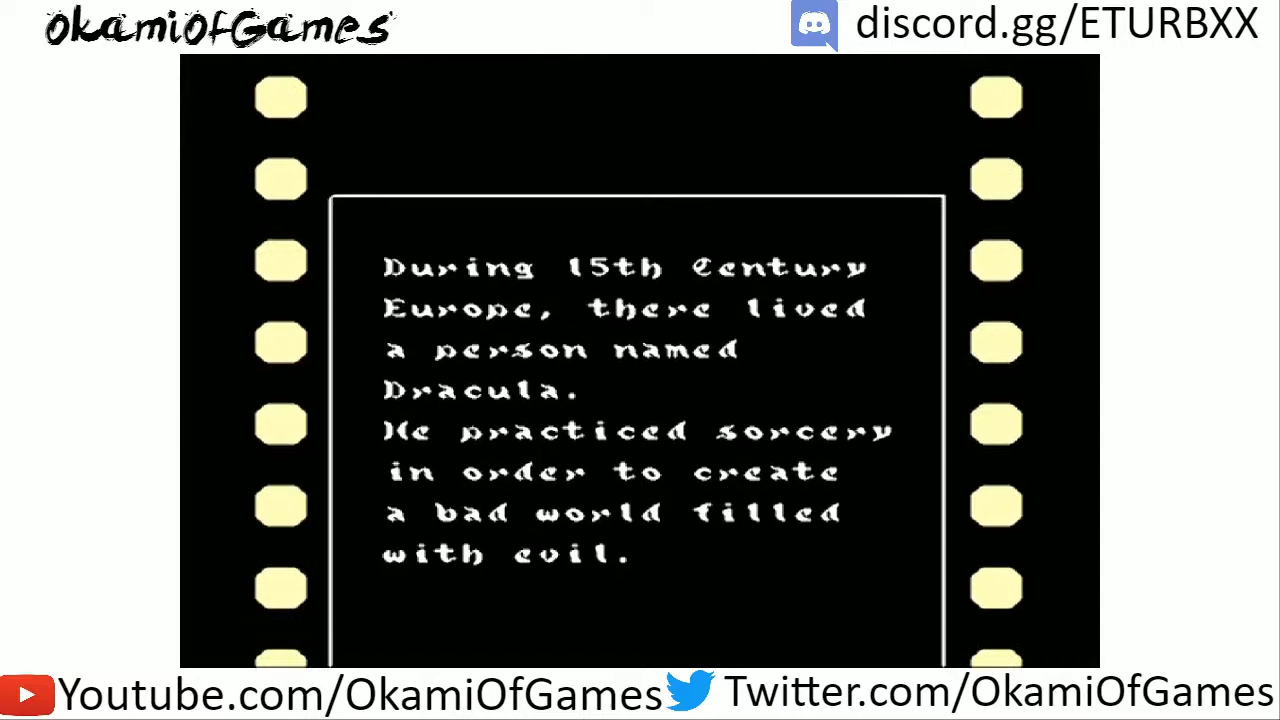 OkamiOfGames
discord.gg/ETURBXX
During 15th Century
Europe, there lived
a person named
Dracula.
He practiced sorcery
in order to create
a bad world filled
with evil.
Youtube.com/OkamiOfGames
Twitter.com/OkamiOfGames